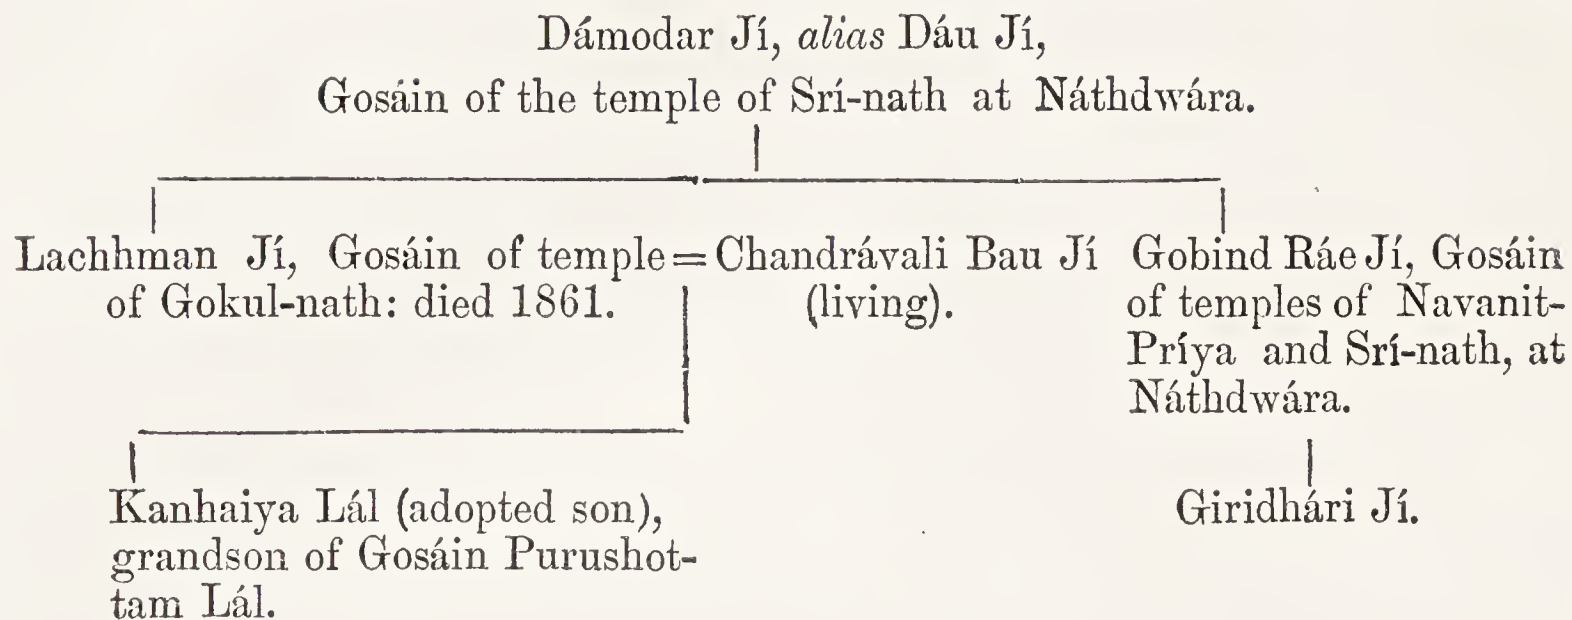 Dámodar Jí, alias Dáu Jí,
Gosáin of the temple of Srí-nath at Náthdwára.
Lachhman Jí, Gosáin of temple = Chandrávali Bau Jí
of Gokul-nath: died 1861. (living).
Gobind Ráe Jí, Gosáin
of temples of Navanit-
Príya and Srí-nath, at
Náthdwára.
Kanhaiya Lál (adopted son),
grandson of Gosáin Purushot-
tam Lál.
Giridhári Jí.